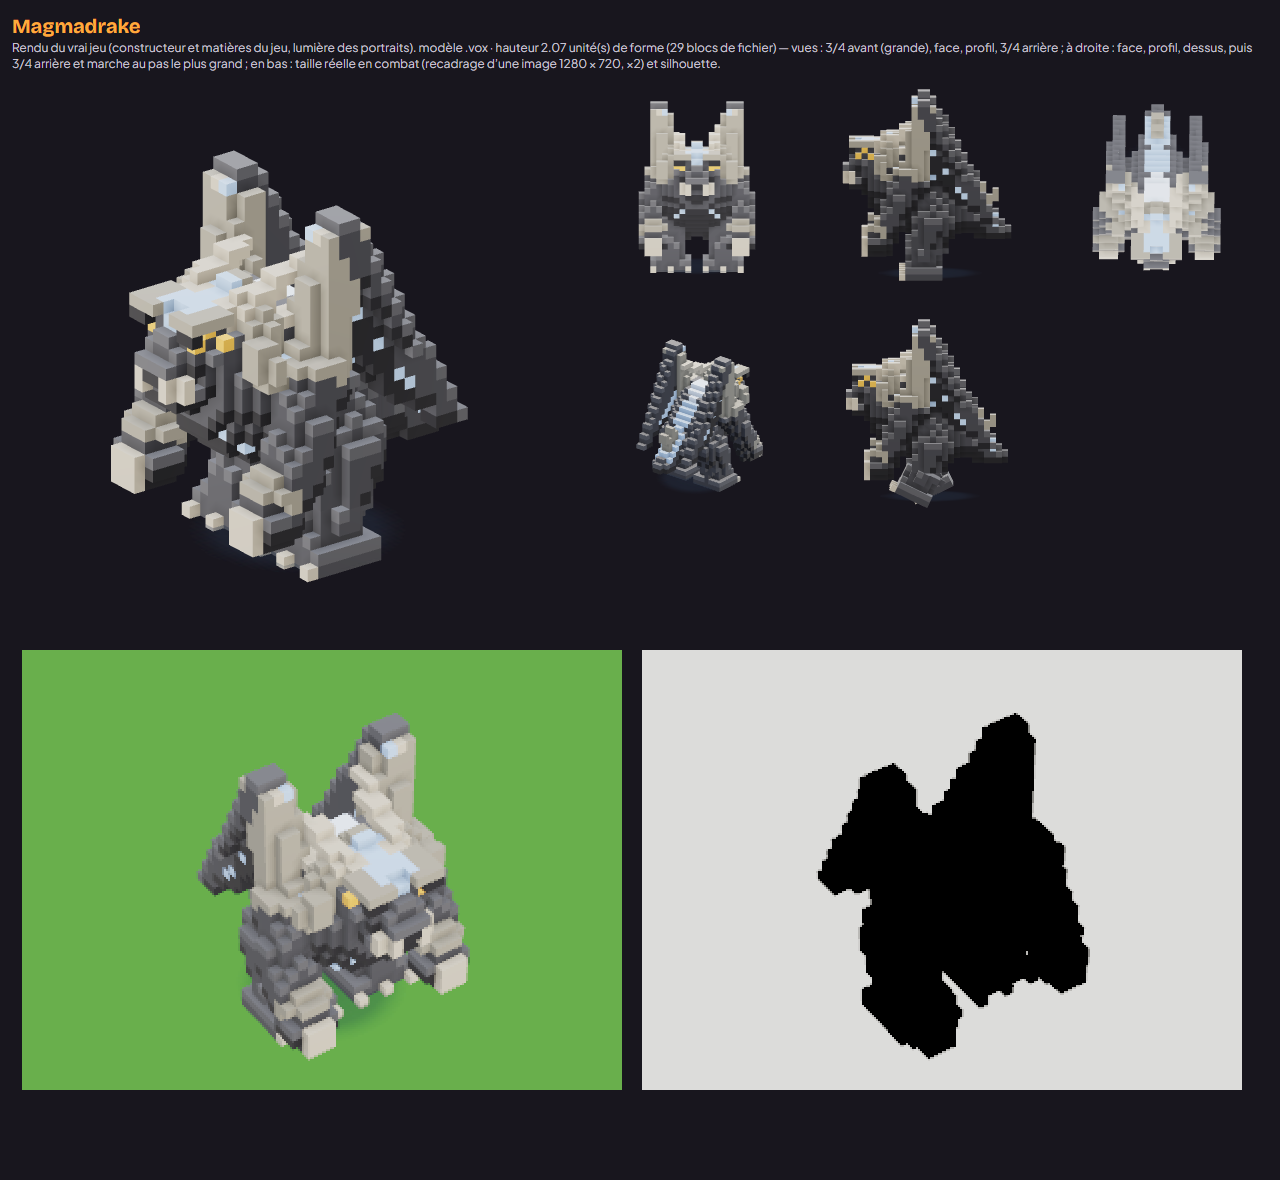 Magmadrake
Rendu du vrai jeu (constructeur et matières du jeu, lumière des portraits). modèle .vox · hauteur 2.07 unité(s) de forme (29 blocs de fichier) — vues : 3/4 avant (grande), face, profil, 3/4 arrière ; à droite : face, profil, dessus, puis
3/4 arrière et marche au pas le plus grand ; en bas : taille réelle en combat (recadrage d'une image 1280 × 720, ×2) et silhouette.